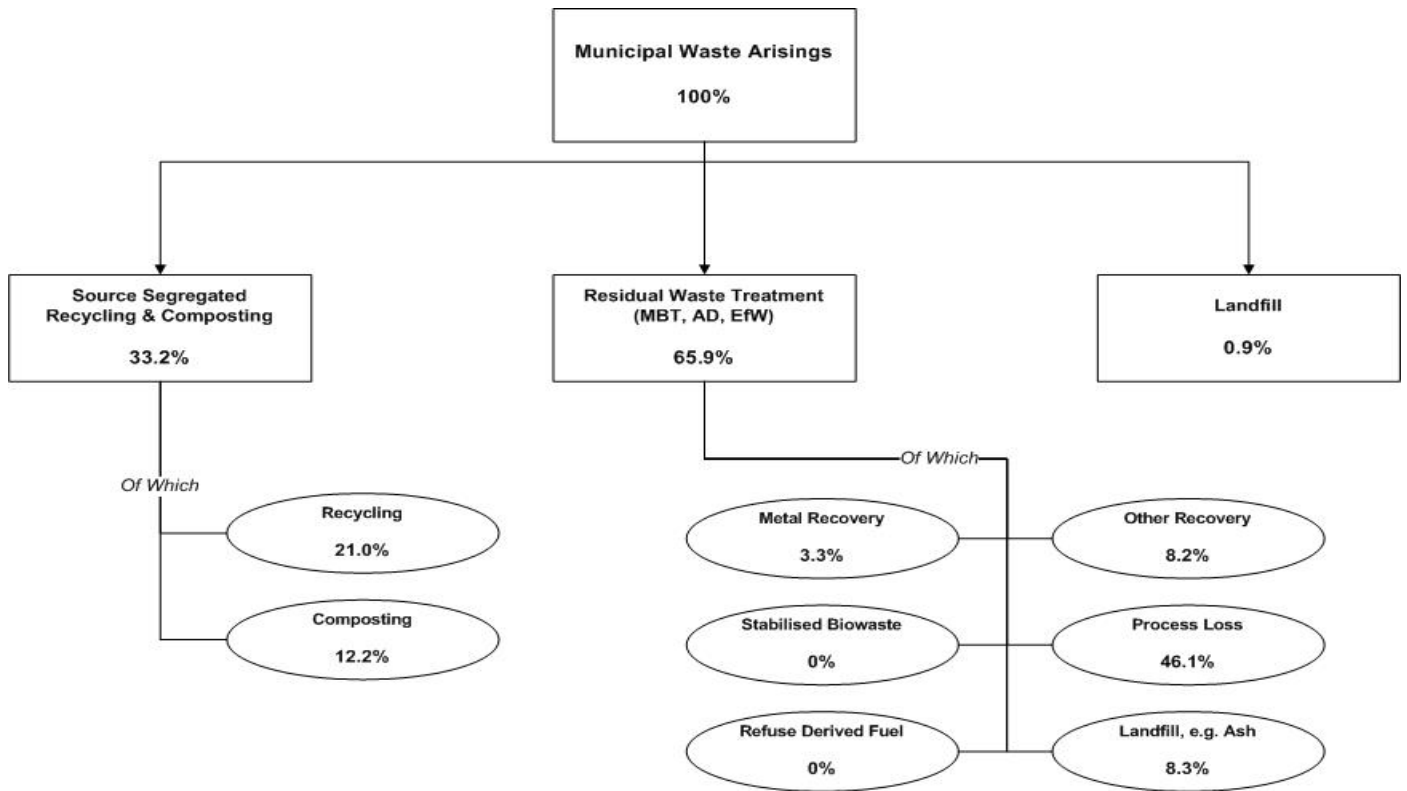 Municipal Waste Arisings
100%
Source Segregated
Recycling & Composting
33.2%
Residual Waste Treatment
(MBT, AD, EfW)
65.9%
Landfill
0.9%
Of Which
Recycling
21.0%
Composting
12.2%
Of Which
Metal Recovery
3.3%
Other Recovery
8.2%
Stabilised Biowaste
0%
Process Loss
46.1%
Refuse Derived Fuel
0%
Landfill, e.g. Ash
8.3%